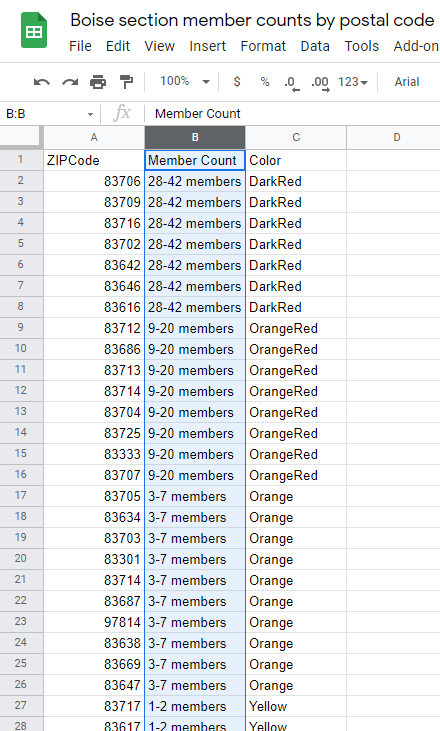 Boise section member counts by postal code
File Edit View Insert Format Data Tools Add-on
100% $ % .0 .00 123 Arial
B:B fx Member Count
A B C D
1 ZIPCode Member Count Color
2 83706 28-42 members DarkRed
3 83709 28-42 members DarkRed
4 83716 28-42 members DarkRed
5 83702 28-42 members DarkRed
6 83642 28-42 members DarkRed
7 83646 28-42 members DarkRed
8 83616 28-42 members DarkRed
9 83712 9-20 members OrangeRed
10 83686 9-20 members OrangeRed
11 83713 9-20 members OrangeRed
12 83714 9-20 members OrangeRed
13 83704 9-20 members OrangeRed
14 83725 9-20 members OrangeRed
15 83333 9-20 members OrangeRed
16 83707 9-20 members OrangeRed
17 83705 3-7 members Orange
18 83634 3-7 members Orange
19 83703 3-7 members Orange
20 83301 3-7 members Orange
21 83714 3-7 members Orange
22 83687 3-7 members Orange
23 97814 3-7 members Orange
24 83638 3-7 members Orange
25 83669 3-7 members Orange
26 83647 3-7 members Orange
27 83717 1-2 members Yellow
28 83617 1-2 members Yellow